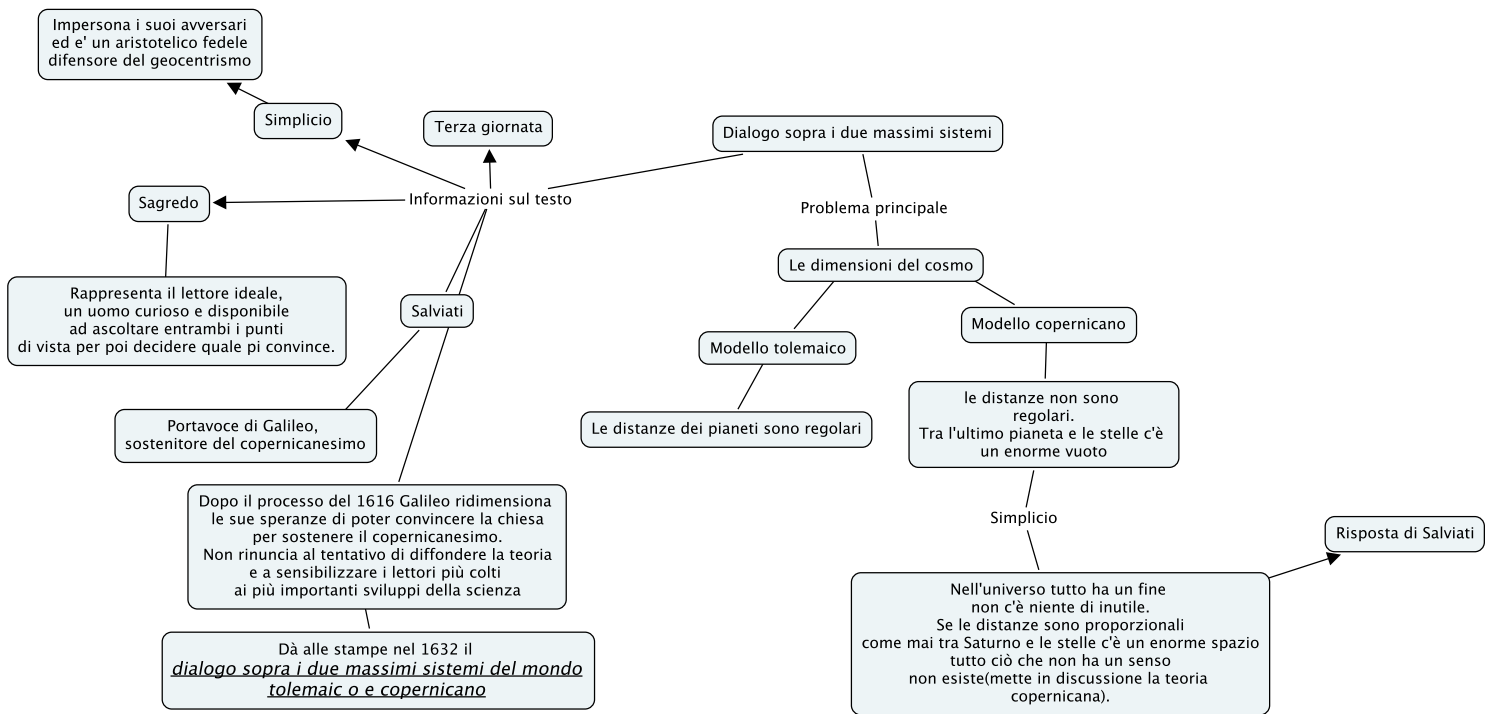 Impersona i suoi avversari
ed e' un aristotelico fedele
difensore del geocentrismo
Simplicio
Terza giornata
Dialogo sopra i due massimi sistemi
Sagredo
Informazioni sul testo
Problema principale
Le dimensioni del cosmo
Rappresenta il lettore ideale,
un uomo curioso e disponibile
ad ascoltare entrambi i punti
di vista per poi decidere quale pi convince.
Salviati
Modello tolemaico
Modello copernicano
Portavoce di Galileo,
sostenitore del copernicanesimo
Le distanze dei pianeti sono regolari
le distanze non sono
regolari.
Tra l'ultimo pianeta e le stelle c'è
un enorme vuoto
Dopo il processo del 1616 Galileo ridimensiona
le sue speranze di poter convincere la chiesa
per sostenere il copernicanesimo.
Non rinuncia al tentativo di diffondere la teoria
e a sensibilizzare i lettori più colti
ai più importanti sviluppi della scienza
Simplicio
Risposta di Salviati
Dà alle stampe nel 1632 il
dialogo sopra i due massimi sistemi del mondo
tolemaic o e copernicano
Nell'universo tutto ha un fine
non c'è niente di inutile.
Se le distanze sono proporzionali
come mai tra Saturno e le stelle c'è un enorme spazio
tutto ciò che non ha un senso
non esiste(mette in discussione la teoria
copernicana).